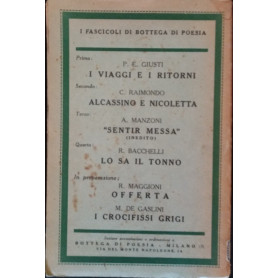 I FASCICOLI DI BOTTEGA DI POESIA
Primo:
P. E. GIUSTI
I VIAGGI E I RITORNI
Secondo:
C. RAIMONDO
ALCASSINO E NICOLETTA
Terzo:
A. MANZONI
"SENTIR MESSA"
(INEDITO)
Quarto:
R. BACCHELLI
LO SA IL TONNO
In preparazione:
R. MAGGIONI
OFFERTA
M. DE GASLINI
I CROCIFISSI GRIGI
BOTTEGA DI POESIA - MILANO
VIA DEL MONTE NAPOLEONE, 14